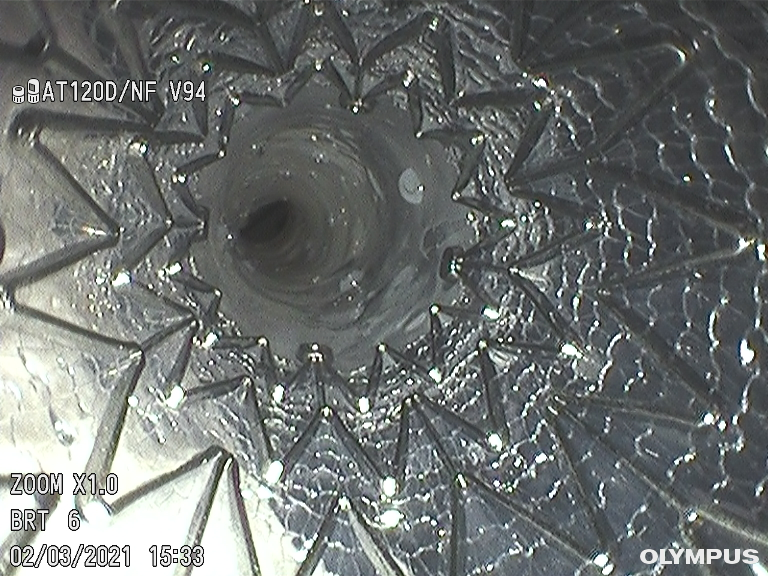 AT120D/NF V94
ZOOM X1.0
BRT 6
02/03/2021 15:33
OLYMPUS